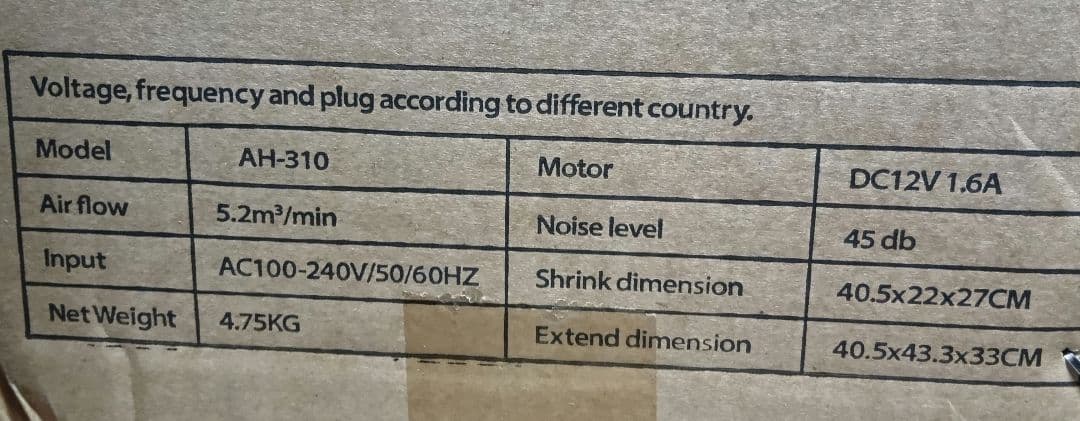 Voltage, frequency and plug according to different country.
Model AH-310 Motor DC12V 1.6A
Air flow 5.2m³/min Noise level 45 db
Input AC100-240V/50/60HZ Shrink dimension 40.5x22x27CM
Net Weight 4.75KG Extend dimension 40.5x43.3x33CM